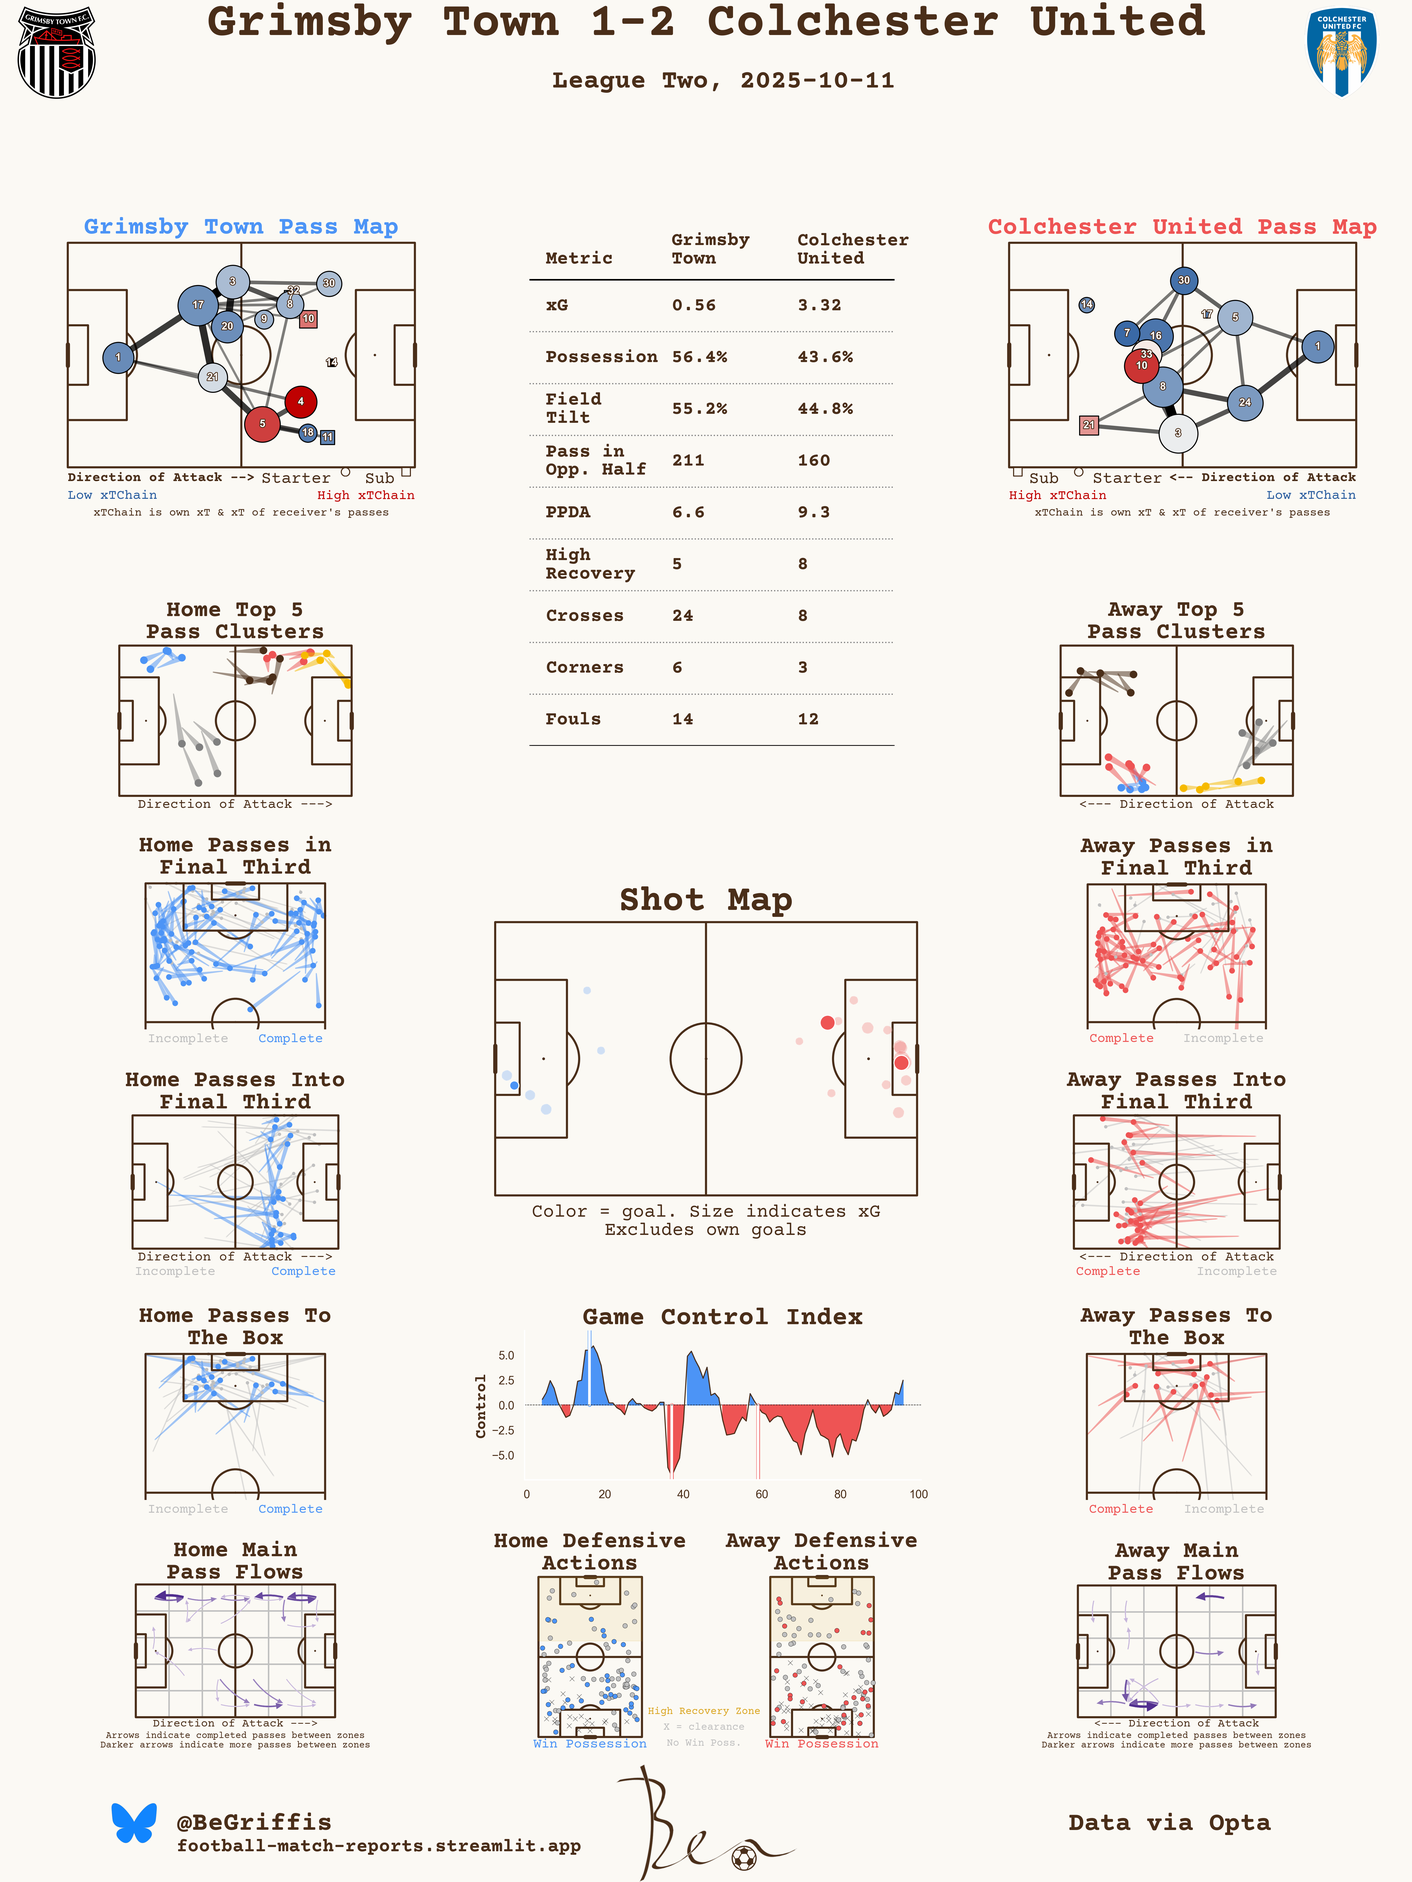 Grimsby Town 1-2 Colchester United
League Two, 2025-10-11
GRIMSBY TOWN F.C.
COLCHESTER
UNITED FC
Grimsby Town Pass Map
3
30
32
7
8
17
10
9
20
1
14
21
4
5
18
11
Direction of Attack -->
Starter
Sub
Low xTChain
High xTChain
xTChain is own xT & xT of receiver's passes
Metric
Grimsby
Town
Colchester
United
xG 0.56 3.32
Possession 56.4% 43.6%
Field
Tilt 55.2% 44.8%
Pass in
Opp. Half 211 160
PPDA 6.6 9.3
High
Recovery 5 8
Crosses 24 8
Corners 6 3
Fouls 14 12
Colchester United Pass Map
30
14
17
5
7
16
1
33
10
8
24
21
3
Sub
Starter
<-- Direction of Attack
High xTChain
Low xTChain
xTChain is own xT & xT of receiver's passes
Home Top 5
Pass Clusters
Direction of Attack --->
Away Top 5
Pass Clusters
<--- Direction of Attack
Home Passes in
Final Third
Incomplete
Complete
Away Passes in
Final Third
Complete
Incomplete
Shot Map
Color = goal. Size indicates xG
Excludes own goals
Home Passes Into
Final Third
Direction of Attack --->
Incomplete
Complete
Away Passes Into
Final Third
<--- Direction of Attack
Complete
Incomplete
Home Passes To
The Box
Incomplete
Complete
Game Control Index
Control
5.0
2.5
0.0
−2.5
−5.0
0
20
40
60
80
100
Away Passes To
The Box
Complete
Incomplete
Home Main
Pass Flows
Direction of Attack --->
Arrows indicate completed passes between zones
Darker arrows indicate more passes between zones
Home Defensive
Actions
Win Possession
High Recovery Zone
X = clearance
No Win Poss.
Away Defensive
Actions
Win Possession
Away Main
Pass Flows
<--- Direction of Attack
Arrows indicate completed passes between zones
Darker arrows indicate more passes between zones
@BeGriffis
football-match-reports.streamlit.app
Ben
Data via Opta